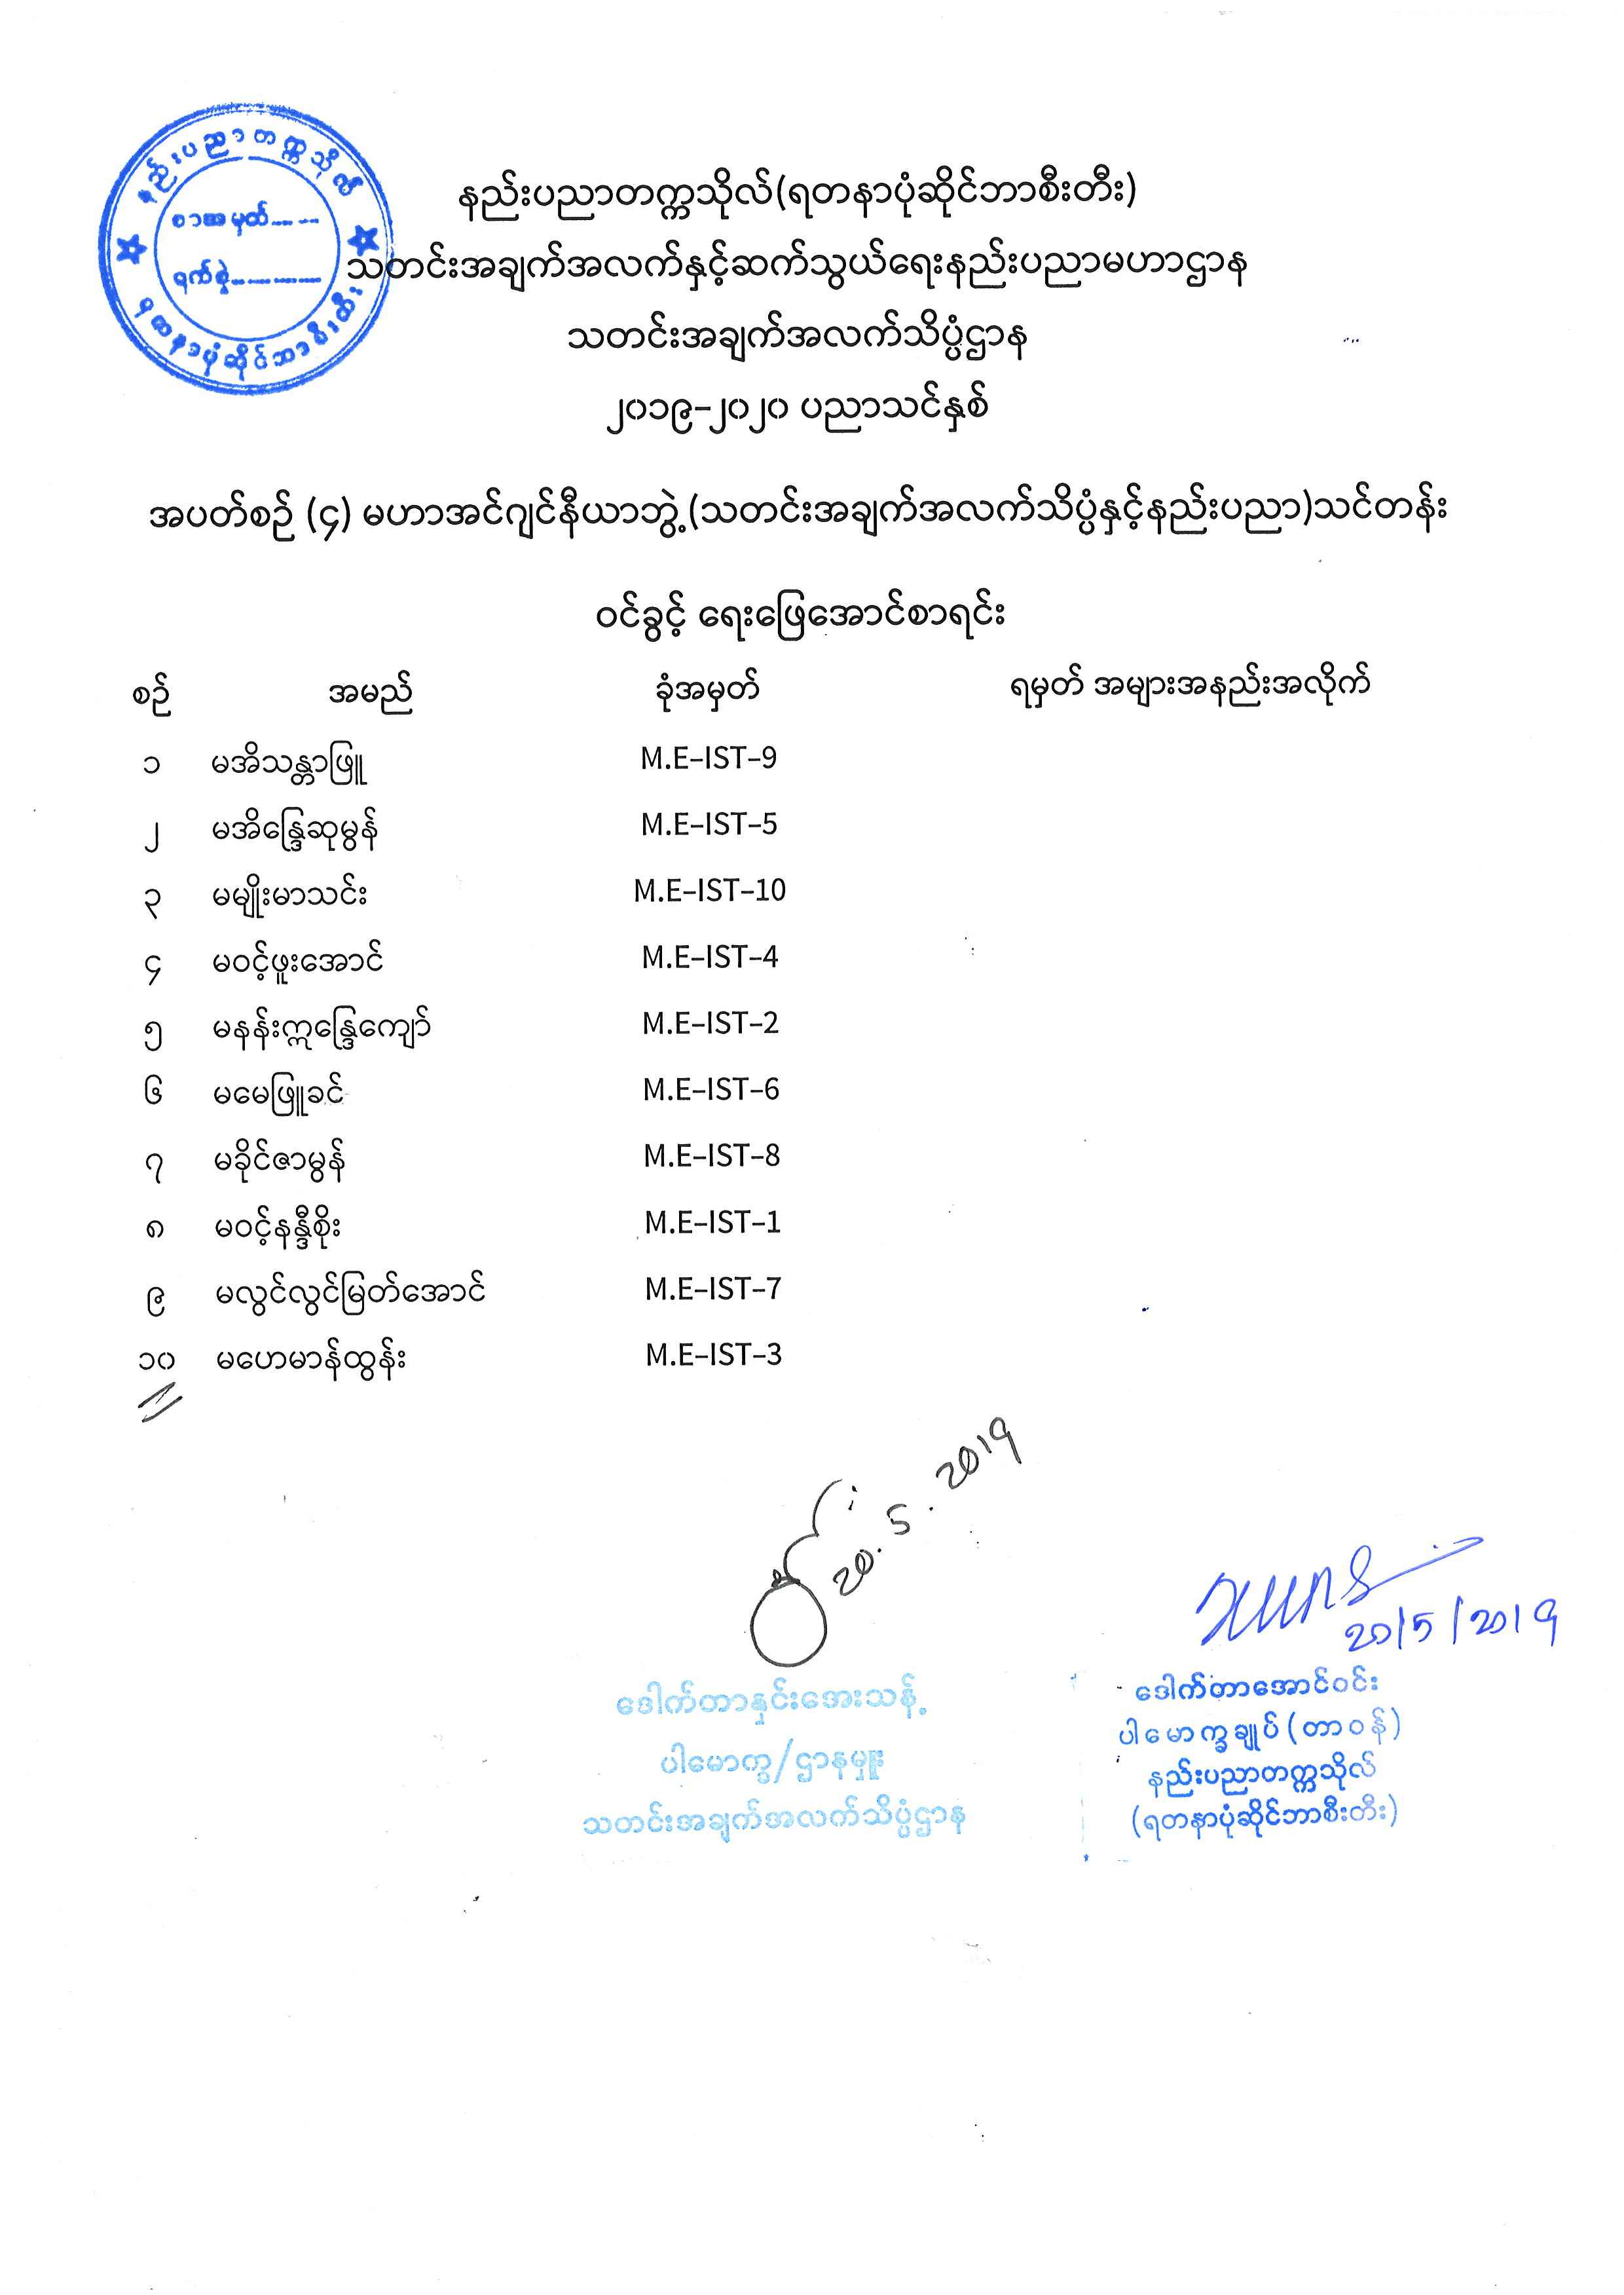 နည်းပညာတက္ကသိုလ်
စာအမှတ်
ရက်စွဲ
ရတနာပုံဆိုင်ဘာစီးတီး
နည်းပညာတက္ကသိုလ်(ရတနာပုံဆိုင်ဘာစီးတီး)
သတင်းအချက်အလက်နှင့်ဆက်သွယ်ရေးနည်းပညာမဟာဌာန
သတင်းအချက်အလက်သိပ္ပံဌာန
၂၀၁၉-၂၀၂၀ ပညာသင်နှစ်
အပတ်စဉ် (၄) မဟာအင်ဂျင်နီယာဘွဲ့(သတင်းအချက်အလက်သိပ္ပံနှင့်နည်းပညာ)သင်တန်း
ဝင်ခွင့် ရေးဖြေအောင်စာရင်း
စဉ် အမည် ခုံအမှတ် ရမှတ် အများအနည်းအလိုက်
၁ မအိသန္တာဖြူ M.E-IST-9
၂ မအိန္ဒြေဆုမွန် M.E-IST-5
၃ မမျိုးမာသင်း M.E-IST-10
၄ မဝင့်ဖူးအောင် M.E-IST-4
၅ မနန်းဣန္ဒြေကျော် M.E-IST-2
၆ မမေဖြူခင် M.E-IST-6
၇ မခိုင်ဇာမွန် M.E-IST-8
၈ မဝင့်နန္ဒီစိုး M.E-IST-1
၉ မလွင်လွင်မြတ်အောင် M.E-IST-7
၁၀ မဟေမာန်ထွန်း M.E-IST-3
20.5.2019
20/5/2019
ဒေါက်တာနှင်းအေးသန့်
ပါမောက္ခ/ဌာနမှူး
သတင်းအချက်အလက်သိပ္ပံဌာန
ဒေါက်တာအောင်ဝင်း
ပါမောက္ခချုပ်(တာဝန်)
နည်းပညာတက္ကသိုလ်
(ရတနာပုံဆိုင်ဘာစီးတီး)